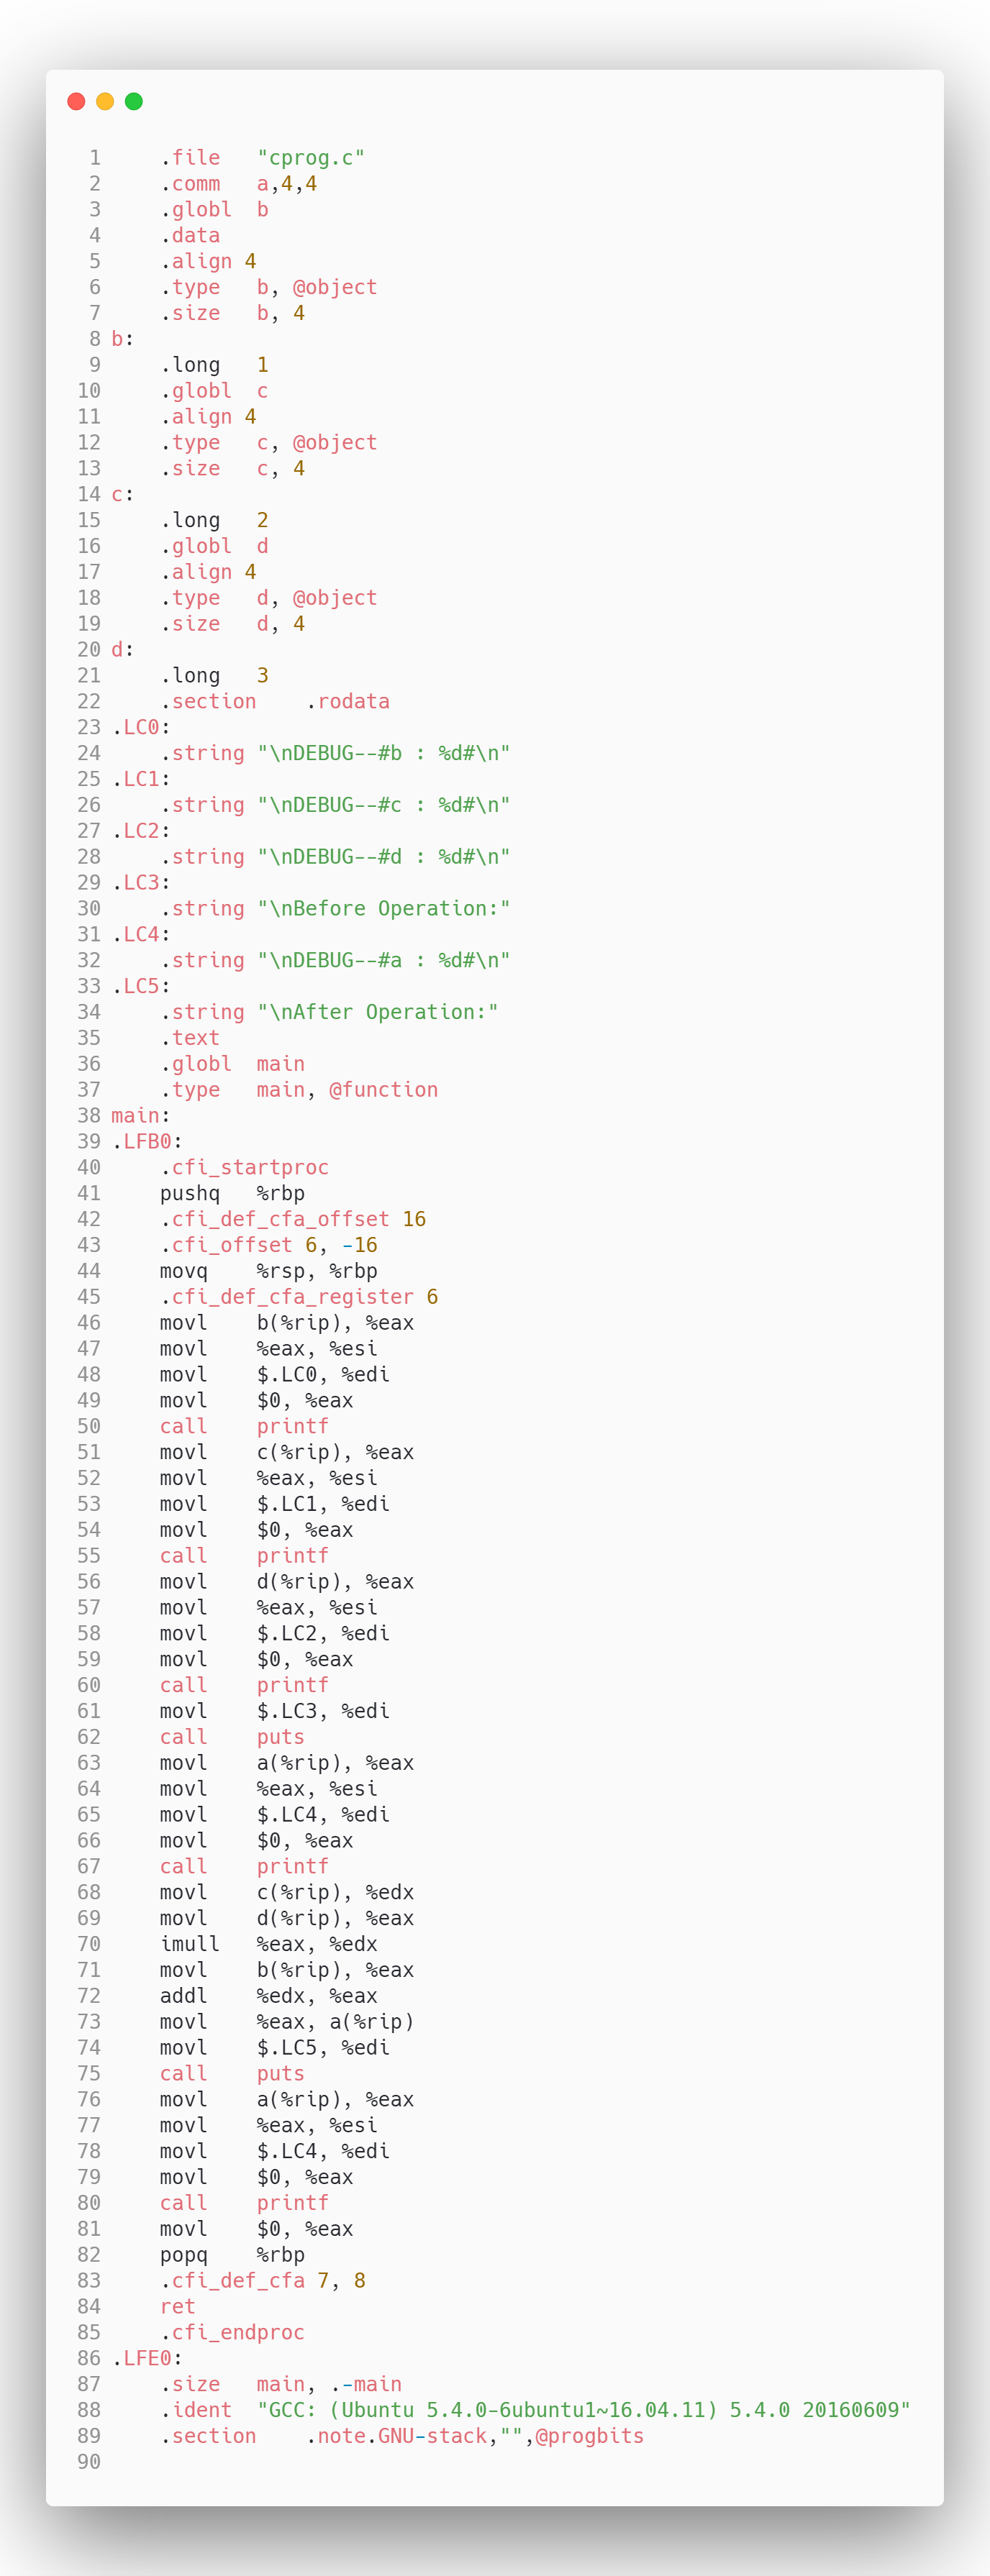 1     .file   "cprog.c"
2     .comm   a,4,4
3     .globl  b
4     .data
5     .align 4
6     .type   b, @object
7     .size   b, 4
8 b:
9     .long   1
10     .globl  c
11     .align 4
12     .type   c, @object
13     .size   c, 4
14 c:
15     .long   2
16     .globl  d
17     .align 4
18     .type   d, @object
19     .size   d, 4
20 d:
21     .long   3
22     .section    .rodata
23 .LC0:
24     .string "\nDEBUG--#b : %d#\n"
25 .LC1:
26     .string "\nDEBUG--#c : %d#\n"
27 .LC2:
28     .string "\nDEBUG--#d : %d#\n"
29 .LC3:
30     .string "\nBefore Operation:"
31 .LC4:
32     .string "\nDEBUG--#a : %d#\n"
33 .LC5:
34     .string "\nAfter Operation:"
35     .text
36     .globl  main
37     .type   main, @function
38 main:
39 .LFB0:
40     .cfi_startproc
41     pushq   %rbp
42     .cfi_def_cfa_offset 16
43     .cfi_offset 6, -16
44     movq    %rsp, %rbp
45     .cfi_def_cfa_register 6
46     movl    b(%rip), %eax
47     movl    %eax, %esi
48     movl    $.LC0, %edi
49     movl    $0, %eax
50     call    printf
51     movl    c(%rip), %eax
52     movl    %eax, %esi
53     movl    $.LC1, %edi
54     movl    $0, %eax
55     call    printf
56     movl    d(%rip), %eax
57     movl    %eax, %esi
58     movl    $.LC2, %edi
59     movl    $0, %eax
60     call    printf
61     movl    $.LC3, %edi
62     call    puts
63     movl    a(%rip), %eax
64     movl    %eax, %esi
65     movl    $.LC4, %edi
66     movl    $0, %eax
67     call    printf
68     movl    c(%rip), %edx
69     movl    d(%rip), %eax
70     imull   %eax, %edx
71     movl    b(%rip), %eax
72     addl    %edx, %eax
73     movl    %eax, a(%rip)
74     movl    $.LC5, %edi
75     call    puts
76     movl    a(%rip), %eax
77     movl    %eax, %esi
78     movl    $.LC4, %edi
79     movl    $0, %eax
80     call    printf
81     movl    $0, %eax
82     popq    %rbp
83     .cfi_def_cfa 7, 8
84     ret
85     .cfi_endproc
86 .LFE0:
87     .size   main, .-main
88     .ident  "GCC: (Ubuntu 5.4.0-6ubuntu1~16.04.11) 5.4.0 20160609"
89     .section    .note.GNU-stack,"",@progbits
90